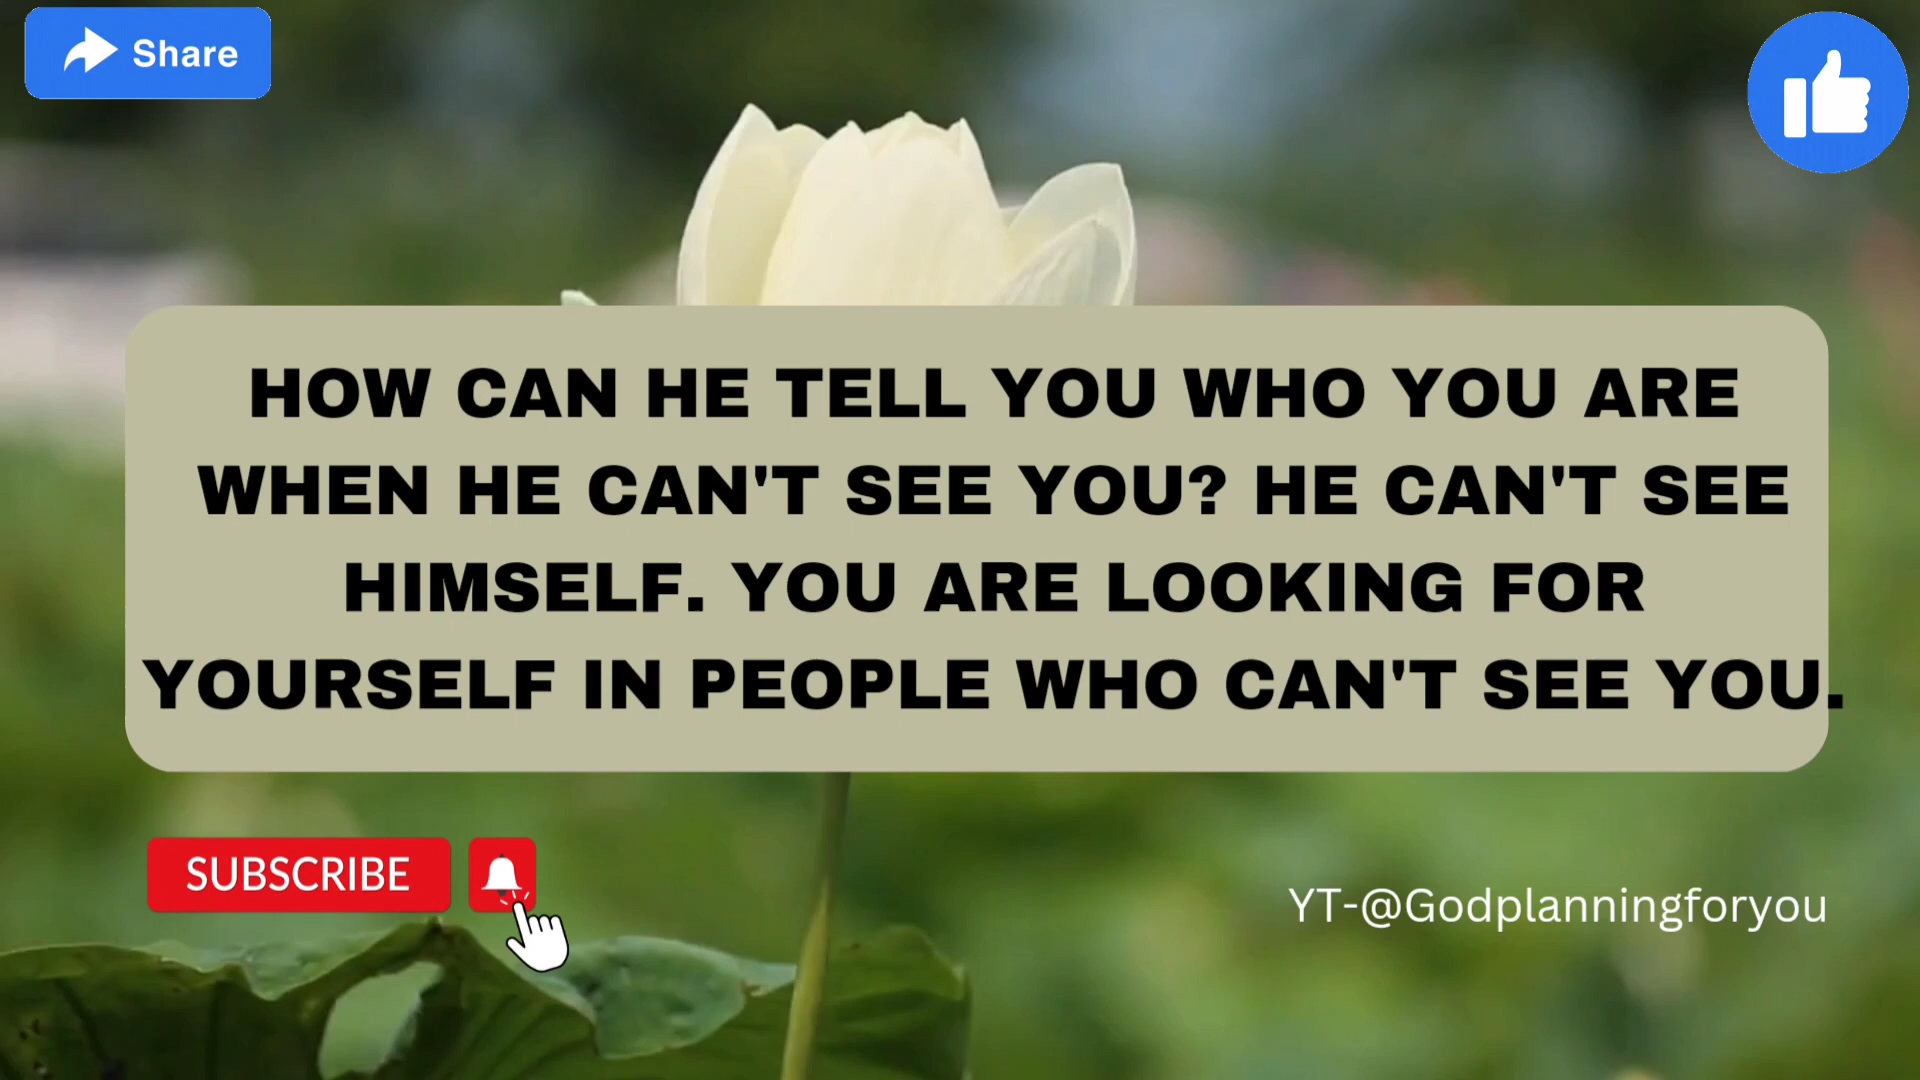 Share
HOW CAN HE TELL YOU WHO YOU ARE
WHEN HE CAN'T SEE YOU? HE CAN'T SEE
HIMSELF. YOU ARE LOOKING FOR
YOURSELF IN PEOPLE WHO CAN'T SEE YOU.
SUBSCRIBE
YT-@Godplanningforyou